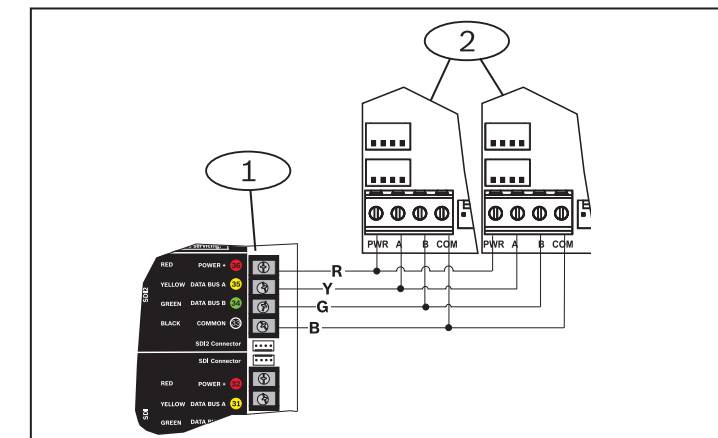 2
1
PWR A B COM
PWR A B COM
RED POWER + 36
YELLOW DATA BUS A 35
GREEN DATA BUS B 34
BLACK COMMON 33
SDI2
R
Y
G
B
SDI2 Connector
SDI Connector
RED POWER + 32
YELLOW DATA BUS A 31
GREEN DATA
SDI